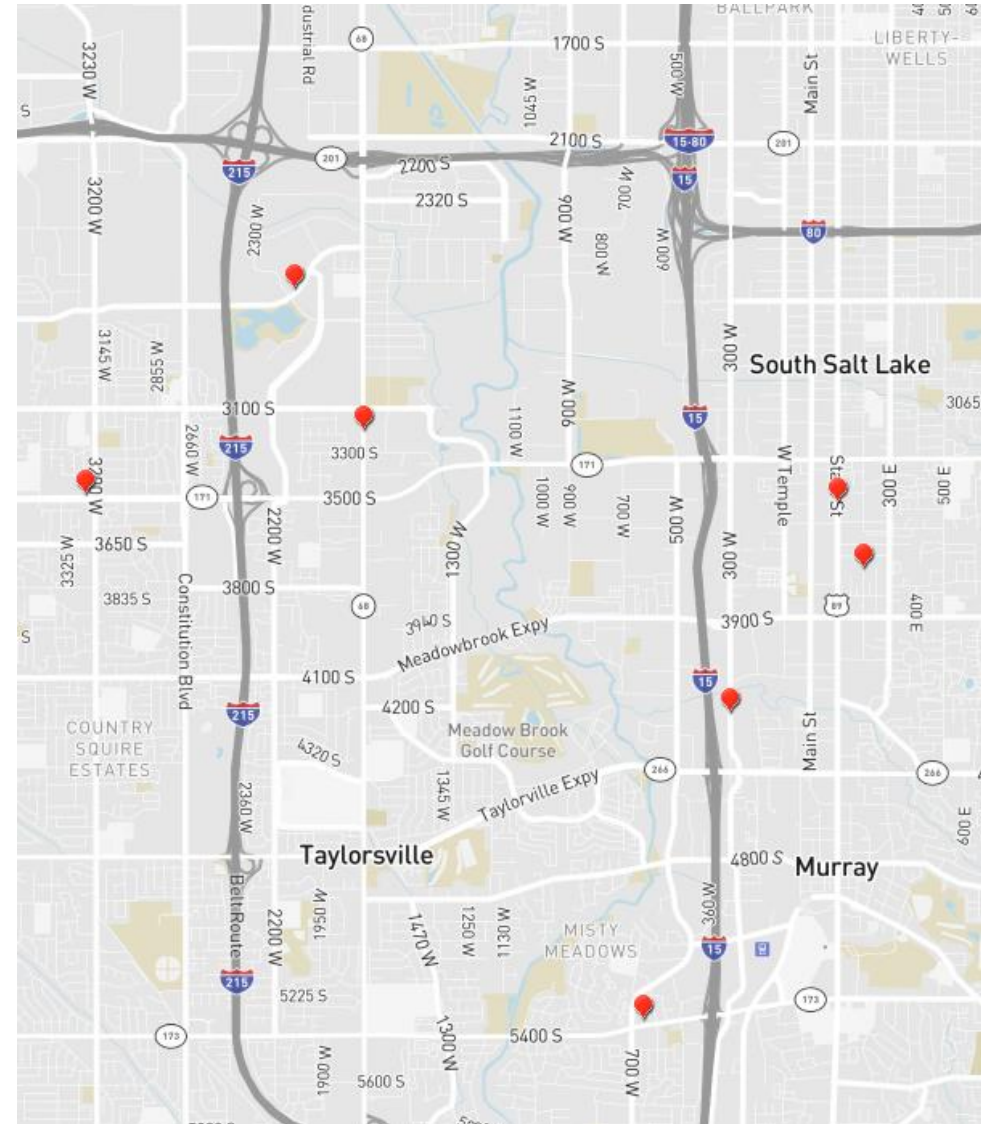 BALLPARK
dustrial Rd
68
1700 S
500 W
Main St
LIBERTY-
WELLS
3230 W
S
1045 W
2100 S
15-80
201
201
215
2200 S
15
700 W
3200 W
2320 S
900 W
2300 W
800 W
600 W
80
3145 W
2855 W
300 W
South Salt Lake
3100 S
900 W
1100 W
15
3065
2660 W
215
3300 S
171
W Temple
300 E
500 E
171
3500 S
1000 W
900 W
700 W
500 W
2200 W
3650 S
1300 W
300 W
3325 W
3835 S
Constitution Blvd
3800 S
68
89
400 E
3940 S
Meadowbrook Expy
3900 S
S
4100 S
15
4200 S
215
COUNTRY
SQUIRE
ESTATES
Meadow Brook
Golf Course
Main St
4320 S
1345 W
Taylorville Expy
266
266
2360 W
600 E
Taylorsville
4800 S
Murray
Belt Route
360 W
1950 W
2200 W
1470 W
1250 W
1130 W
MISTY
MEADOWS
15
215
5225 S
173
173
5400 S
1300 W
700 W
1900 W
5600 S